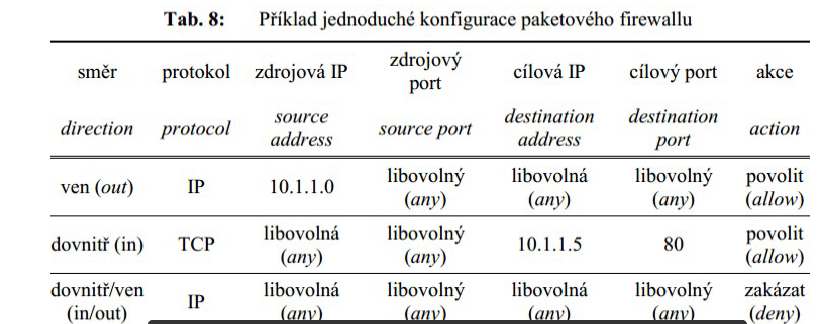 Tab. 8: Příklad jednoduché konfigurace paketového firewallu
směr protokol zdrojová IP zdrojový port cílová IP cílový port akce
direction protocol source address source port destination address destination port action
ven (out) IP 10.1.1.0 libovolný (any) libovolná (any) libovolný (any) povolit (allow)
dovnitř (in) TCP libovolná (any) libovolný (any) 10.1.1.5 80 povolit (allow)
dovnitř/ven (in/out) IP libovolná (any) libovolný (any) libovolná (any) libovolný (any) zakázat (deny)